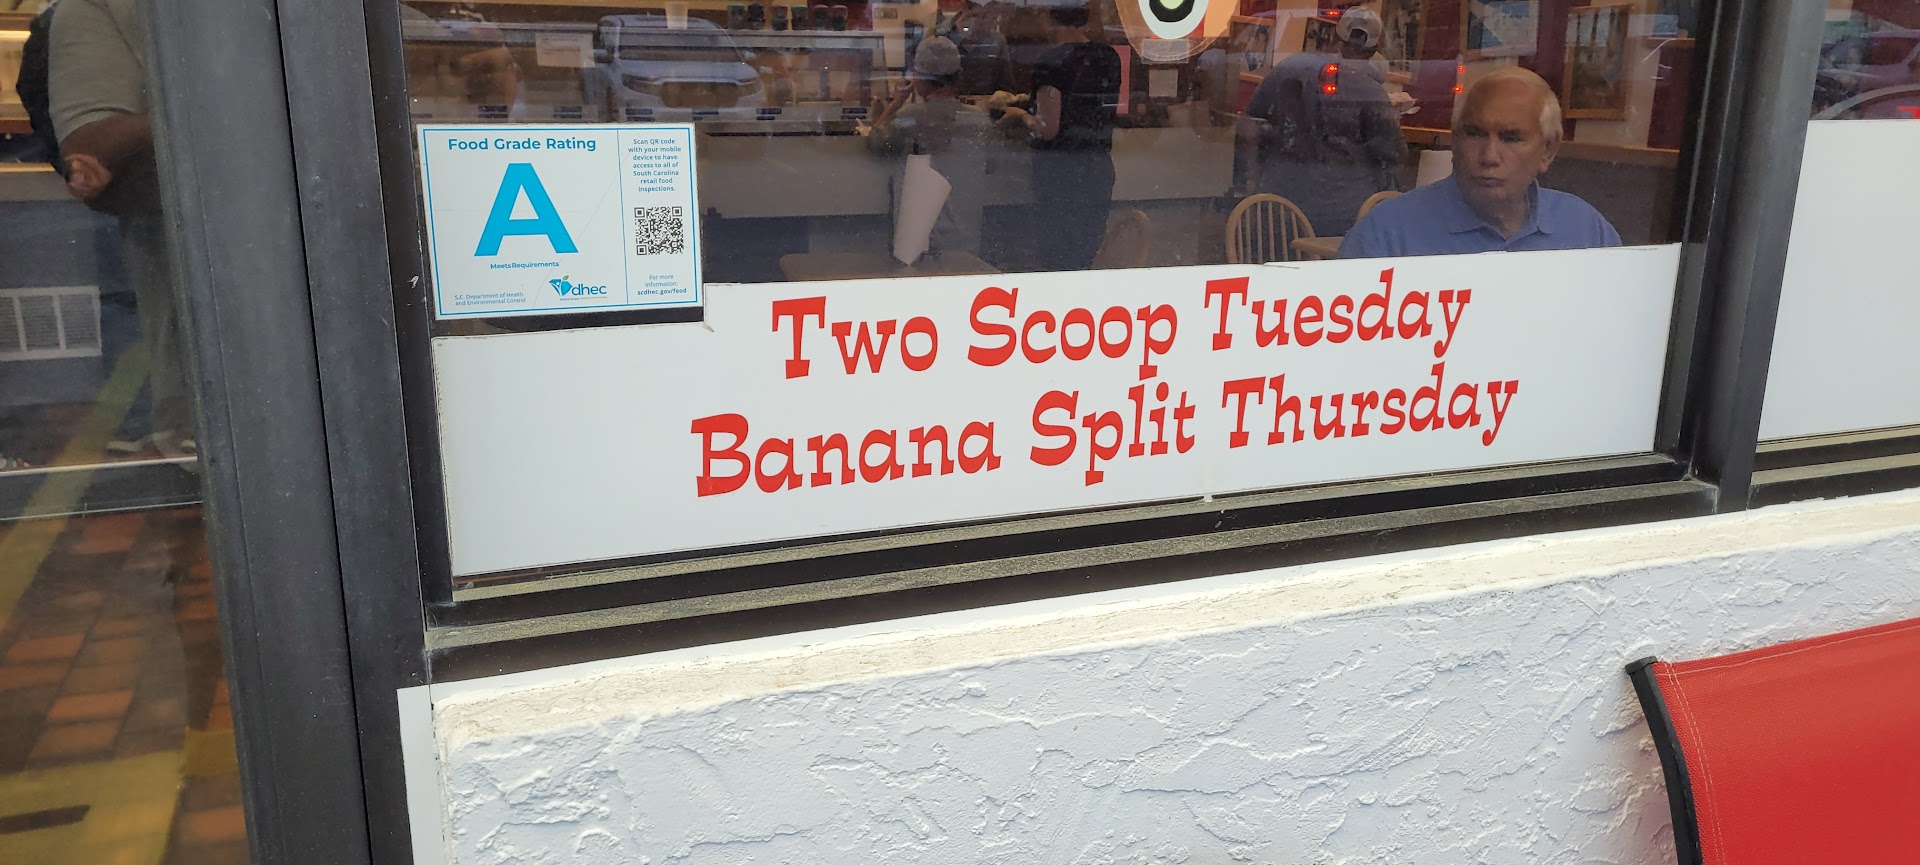 Food Grade Rating
A
Meets Requirements
S.C. Department of Health
and Environmental Control
dhec
Scan QR code
with your mobile
device to have
access to all of
South Carolina
retail food
inspections.
For more
information:
scdhec.gov/food
Two Scoop Tuesday
Banana Split Thursday